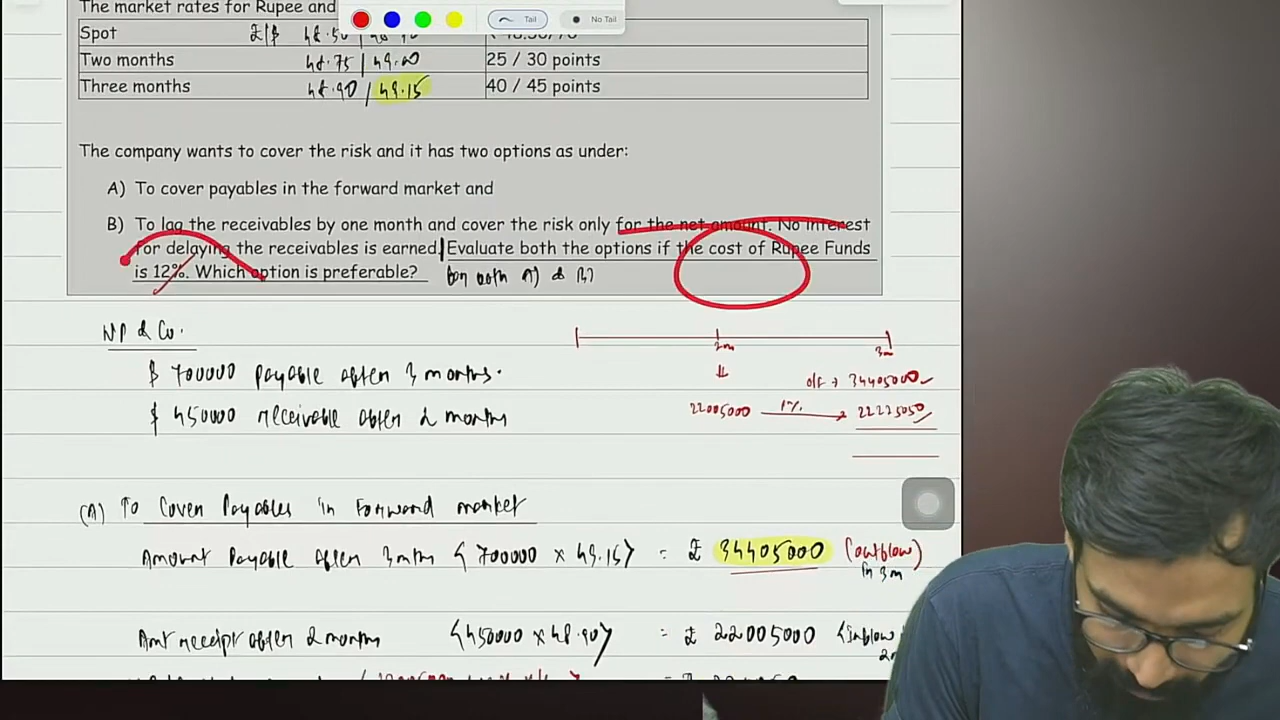 The market rates for Rupee and
Tail
No Tail
Spot
Two months 48.75 / 49.00 25 / 30 points
Three months 48.90 / 49.15 40 / 45 points
The company wants to cover the risk and it has two options as under:
A) To cover payables in the forward market and
B) To lag the receivables by one month and cover the risk only for the net amount. No interest
for delaying the receivables is earned. Evaluate both the options if the cost of Rupee Funds
is 12%. Which option is preferable? for both A) & B)
NP & Co.
2m
3m
$ 700000 payable after 3 months.
o/f → 34405000
$ 450000 receivable after 2 months
22005000 1% 22225050
(A) To Cover Payables in Forward market
Amount Payable after 3mths {700000 x 49.15} = ₹ 34405000 (outflow)
in 3m
Amt receipt after 2 months {450000 x 48.90} = ₹ 22005000 {inflow